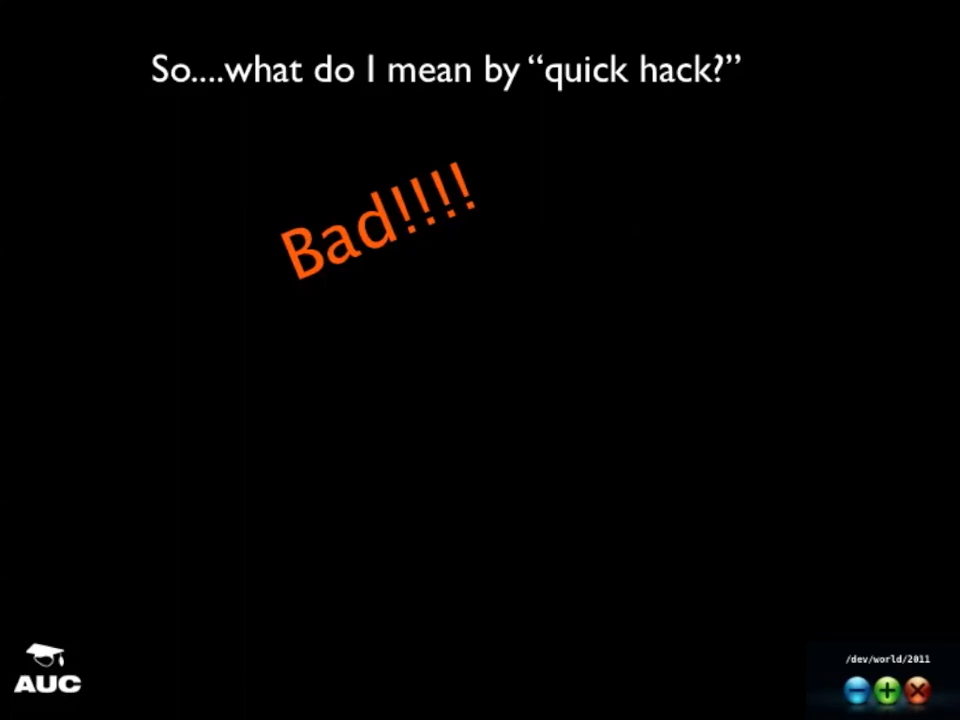 So....what do I mean by “quick hack?”
Bad!!!!
AUC
/dev/world/2011